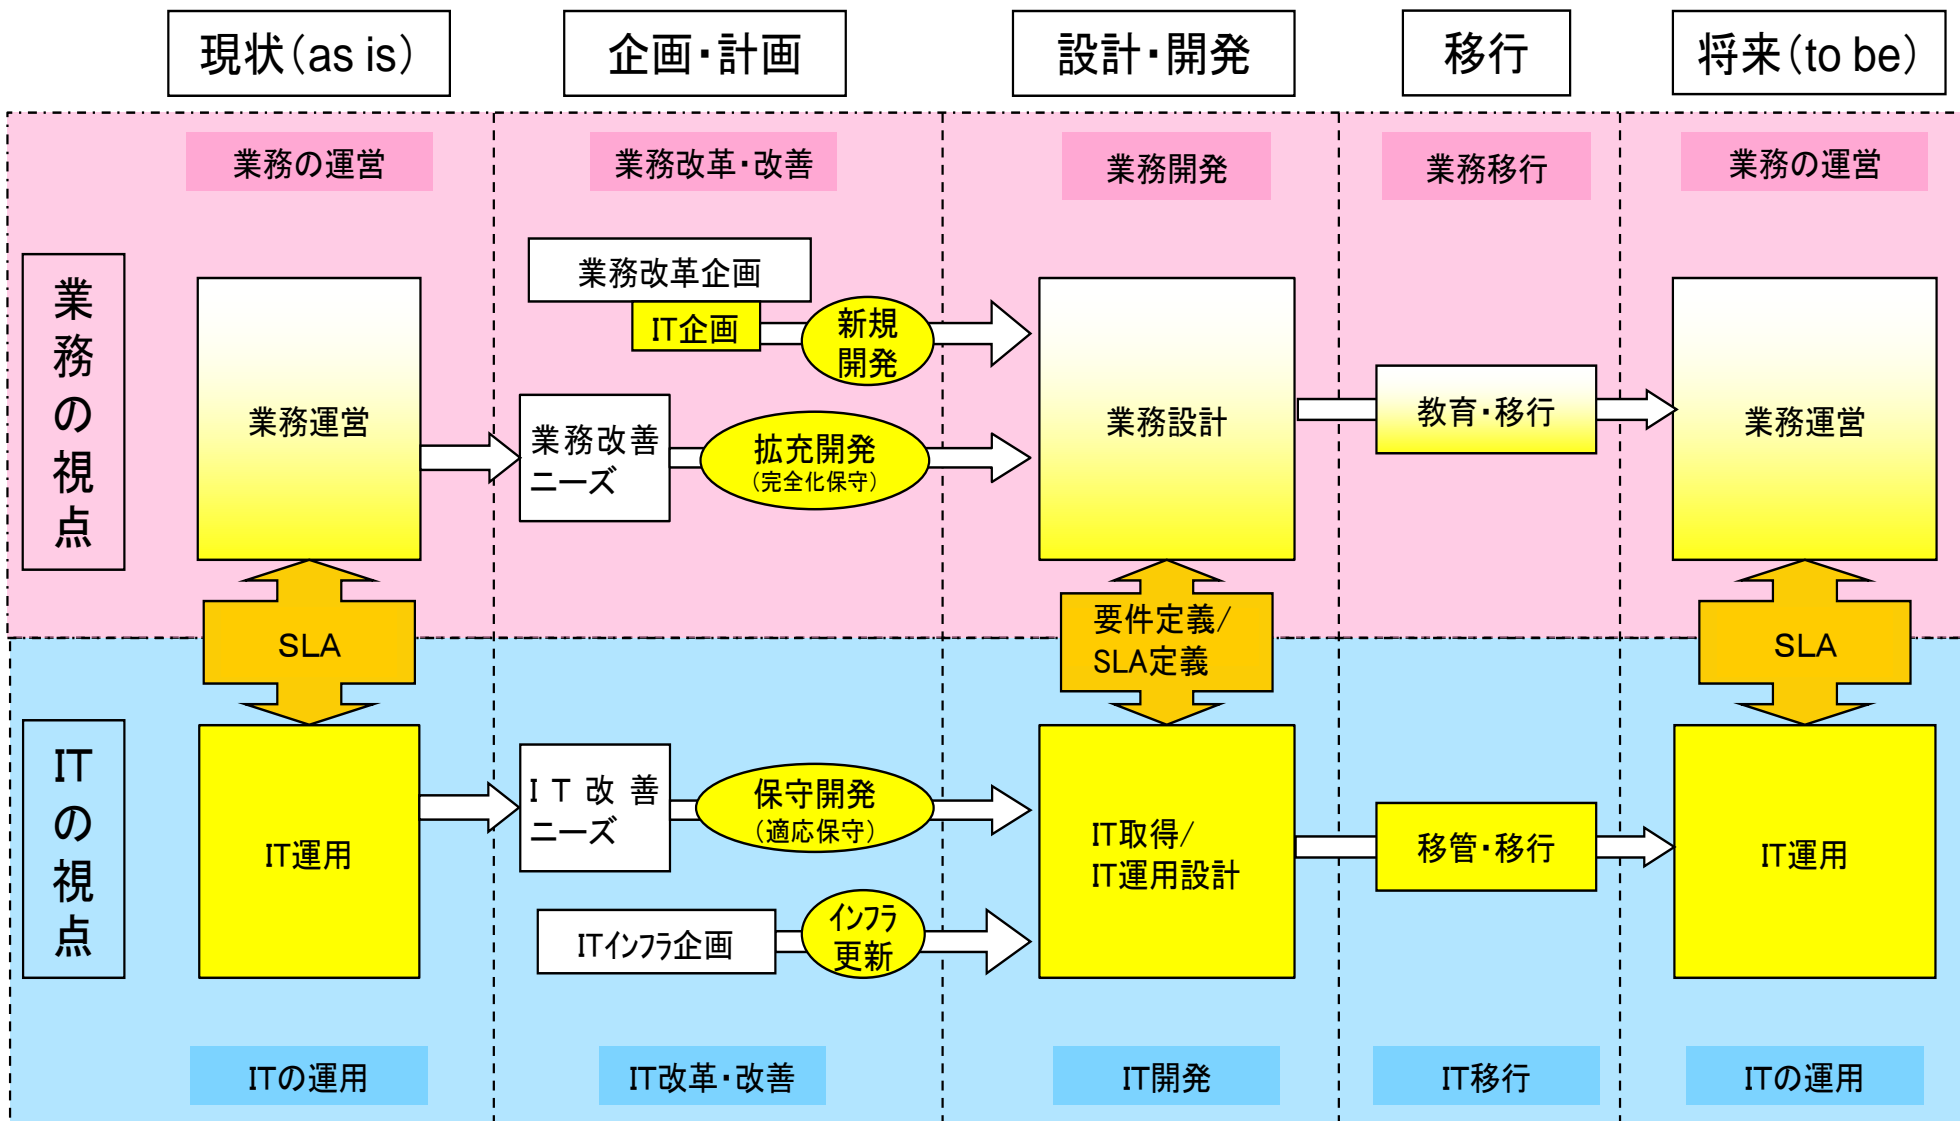 現状(as is)
企画・計画
設計・開発
移行
将来(to be)
業務の運営
業務改革・改善
業務開発
業務移行
業務の運営
業務の視点
業務運営
業務改革企画
IT企画
新規
開発
業務改善
ニーズ
拡充開発
(完全化保守)
業務設計
教育・移行
業務運営
SLA
要件定義/
SLA定義
SLA
ITの視点
IT運用
IT改善
ニーズ
保守開発
(適応保守)
ITインフラ企画
インフラ
更新
IT取得/
IT運用設計
移管・移行
IT運用
ITの運用
IT改革・改善
IT開発
IT移行
ITの運用